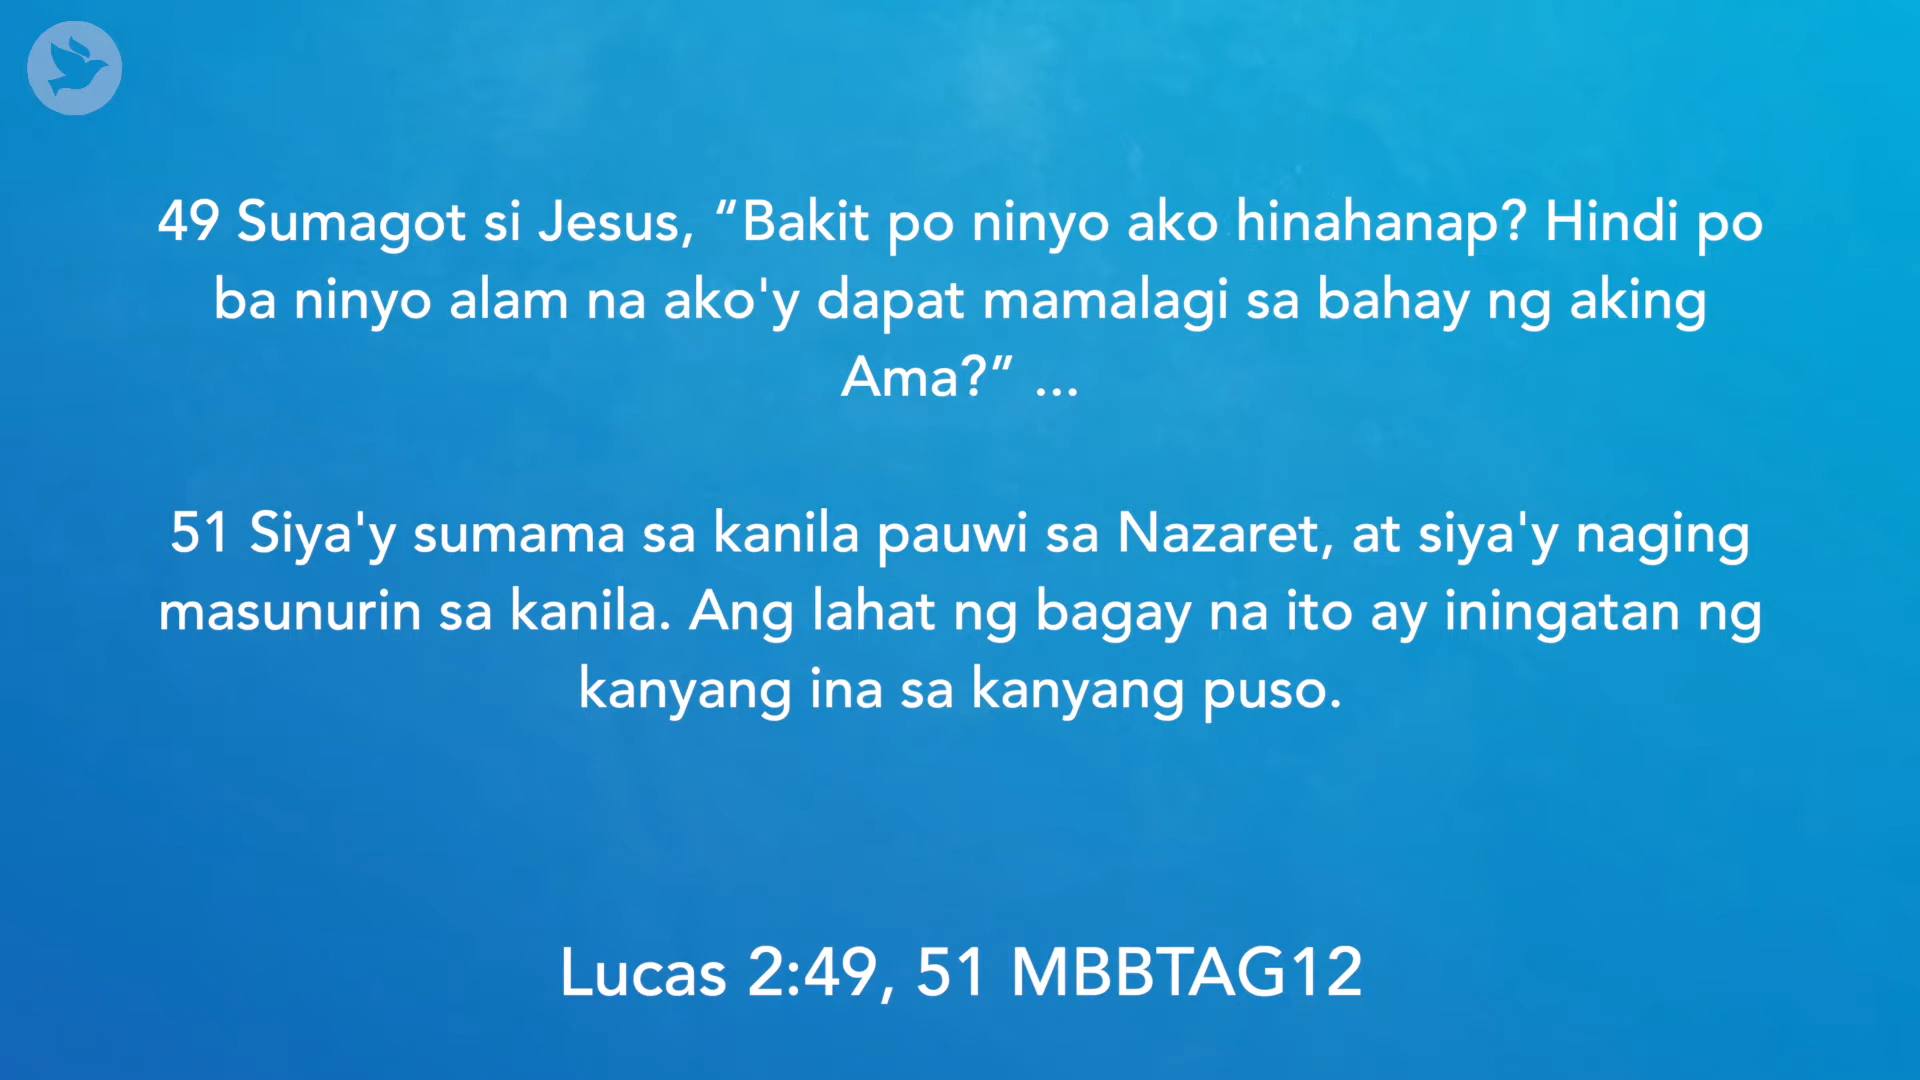 49 Sumagot si Jesus, “Bakit po ninyo ako hinahanap? Hindi po
ba ninyo alam na ako'y dapat mamalagi sa bahay ng aking
Ama?” ...
51 Siya'y sumama sa kanila pauwi sa Nazaret, at siya'y naging
masunurin sa kanila. Ang lahat ng bagay na ito ay iningatan ng
kanyang ina sa kanyang puso.
Lucas 2:49, 51 MBBTAG12